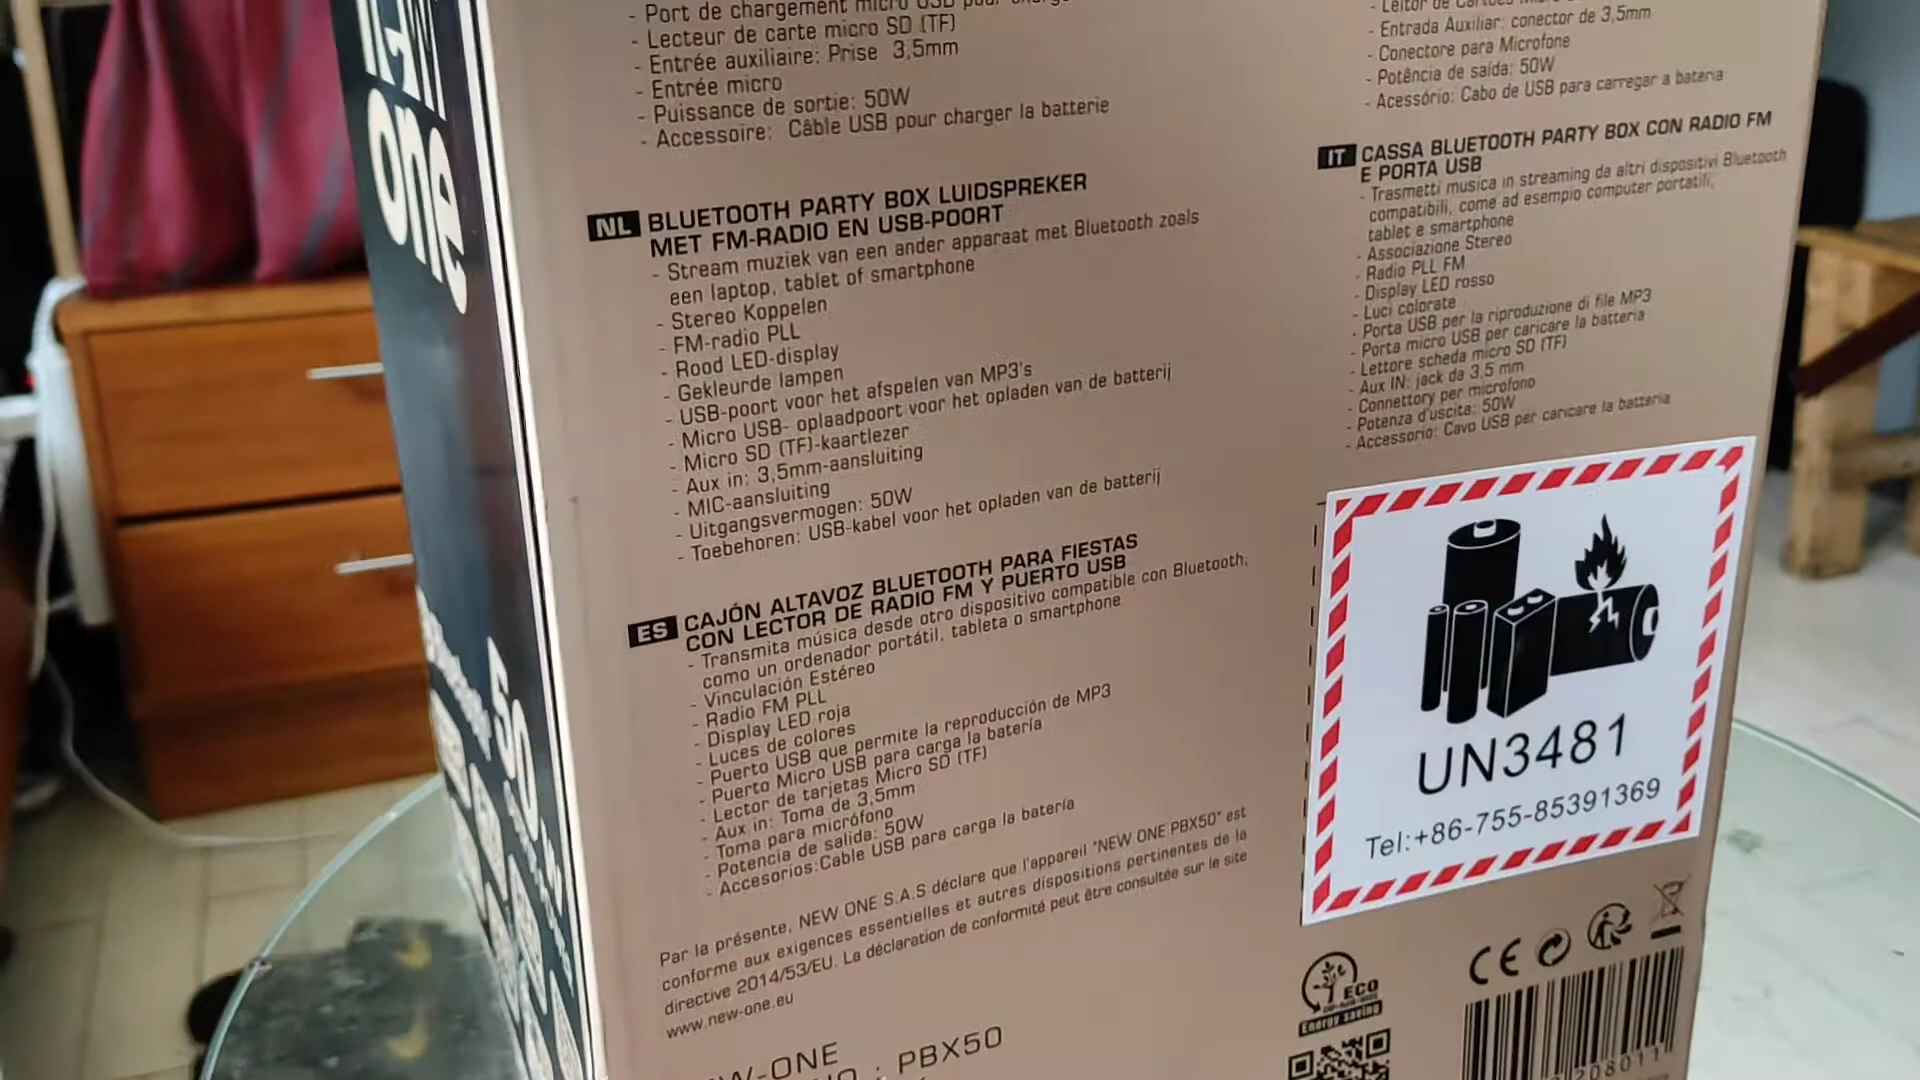 one
- Port de chargement micro USB pour
- Lecteur de carte micro SD (TF)
- Entrée auxiliaire: Prise 3,5mm
- Entrée micro
- Puissance de sortie: 50W
- Accessoire: Câble USB pour charger la batterie
NL BLUETOOTH PARTY BOX LUIDSPREKER
MET FM-RADIO EN USB-POORT
- Stream muziek van een ander apparaat met Bluetooth zoals
een laptop, tablet of smartphone
- Stereo Koppelen
- FM-radio PLL
- Rood LED-display
- Gekleurde lampen
- USB-poort voor het afspelen van MP3's
- Micro USB- oplaadpoort voor het opladen van de batterij
- Micro SD (TF)-kaartlezer
- Aux in: 3,5mm-aansluiting
- MIC-aansluiting
- Uitgangsvermogen: 50W
- Toebehoren: USB-kabel voor het opladen van de batterij
ES CAJÓN ALTAVOZ BLUETOOTH PARA FIESTAS
CON LECTOR DE RADIO FM Y PUERTO USB
- Transmita música desde otro dispositivo compatible con Bluetooth,
como un ordenador portátil, tableta o smartphone
- Vinculación Estéreo
- Radio FM PLL
- Display LED roja
- Luces de colores
- Puerto USB que permite la reproducción de MP3
- Puerto Micro USB para carga la batería
- Lector de tarjetas Micro SD (TF)
- Aux in: Toma de 3,5mm
- Toma para micrófono
- Potencia de salida: 50W
- Accesorios:Cable USB para carga la batería
Par la présente, NEW ONE S.A.S déclare que l'appareil "NEW ONE PBX50" est
conforme aux exigences essentielles et autres dispositions pertinentes de la
directive 2014/53/EU. La déclaration de conformité peut être consultée sur le site
www.new-one.eu
W-ONE
: PBX50
- Entrada Auxiliar: conector de 3,5mm
- Conectore para Microfone
- Potência de saída: 50W
- Acessório: Cabo de USB para carregar a bateria
IT CASSA BLUETOOTH PARTY BOX CON RADIO FM
E PORTA USB
- Trasmetti musica in streaming da altri dispositivi Bluetooth
compatibili, come ad esempio computer portatili,
tablet e smartphone
- Associazione Stereo
- Radio PLL FM
- Display LED rosso
- Luci colorate
- Porta USB per la riproduzione di file MP3
- Porta micro USB per caricare la batteria
- Lettore scheda micro SD (TF)
- Aux IN: jack da 3,5 mm
- Connettory per microfono
- Potenza d'uscita: 50W
- Accessorio: Cavo USB per caricare la batteria
UN3481
Tel:+86-755-85391369
CE
ECO
Energy saving
50